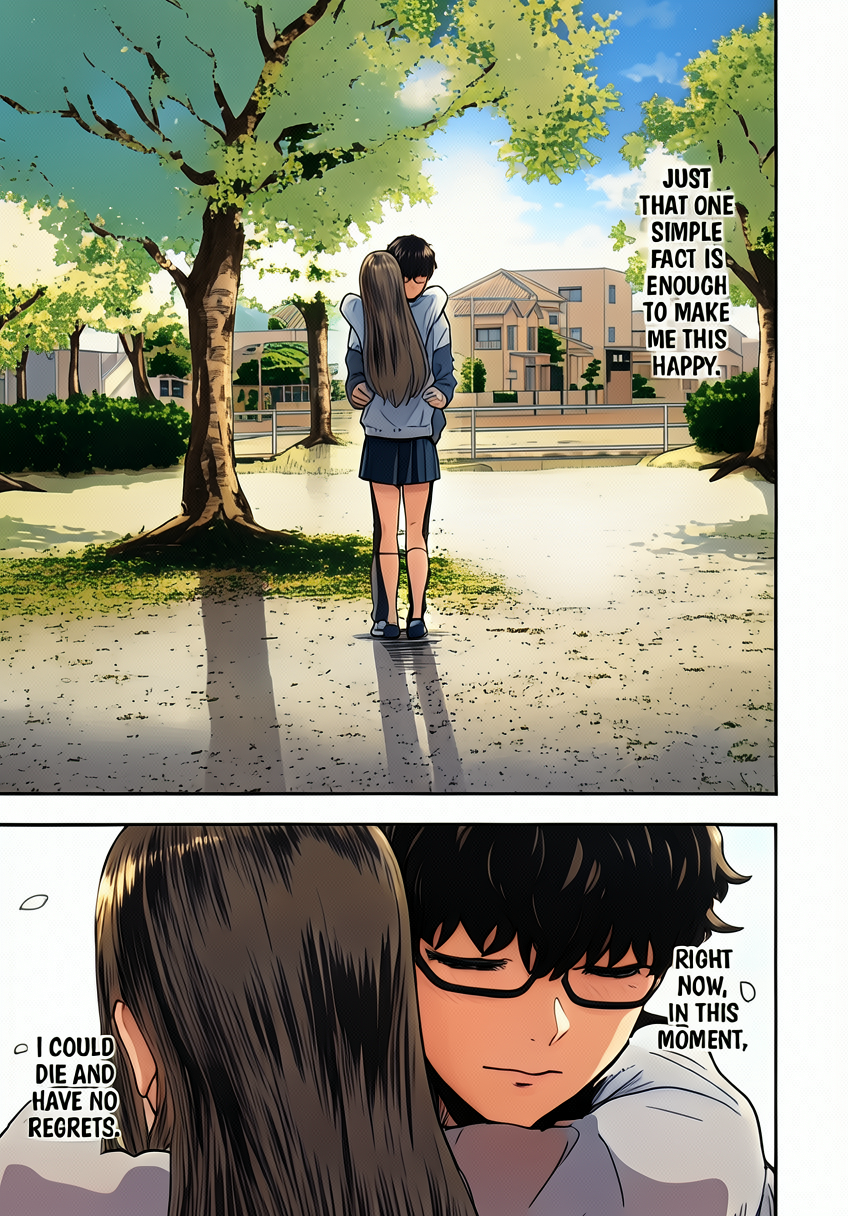 JUST
THAT ONE
SIMPLE
FACT IS
ENOUGH
TO MAKE
ME THIS
HAPPY.
RIGHT
NOW,
IN THIS
MOMENT,
I COULD
DIE AND
HAVE NO
REGRETS.